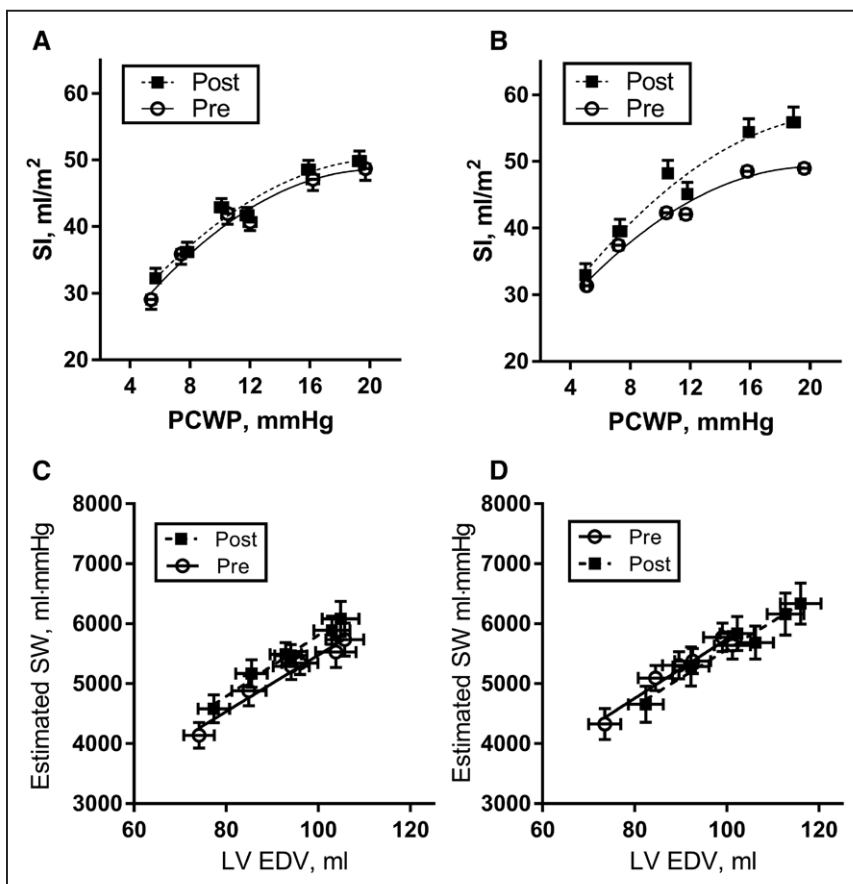 A
Post
Pre
60
50
40
30
20
SI, ml/m²
4 8 12 16 20
PCWP, mmHg
B
Post
Pre
60
50
40
30
20
SI, ml/m²
4 8 12 16 20
PCWP, mmHg
C
Post
Pre
8000
7000
6000
5000
4000
3000
Estimated SW, ml·mmHg
60 80 100 120
LV EDV, ml
D
Pre
Post
8000
7000
6000
5000
4000
3000
Estimated SW ml·mmHg
60 80 100 120
LV EDV, ml